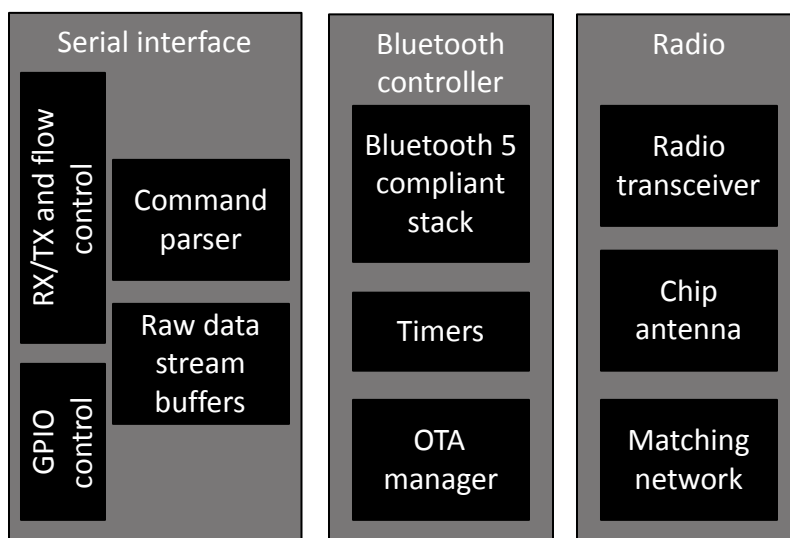 Serial interface
RX/TX and flow
control
GPIO
control
Command
parser
Raw data
stream
buffers
Bluetooth
controller
Bluetooth 5
compliant
stack
Timers
OTA
manager
Radio
Radio
transceiver
Chip
antenna
Matching
network